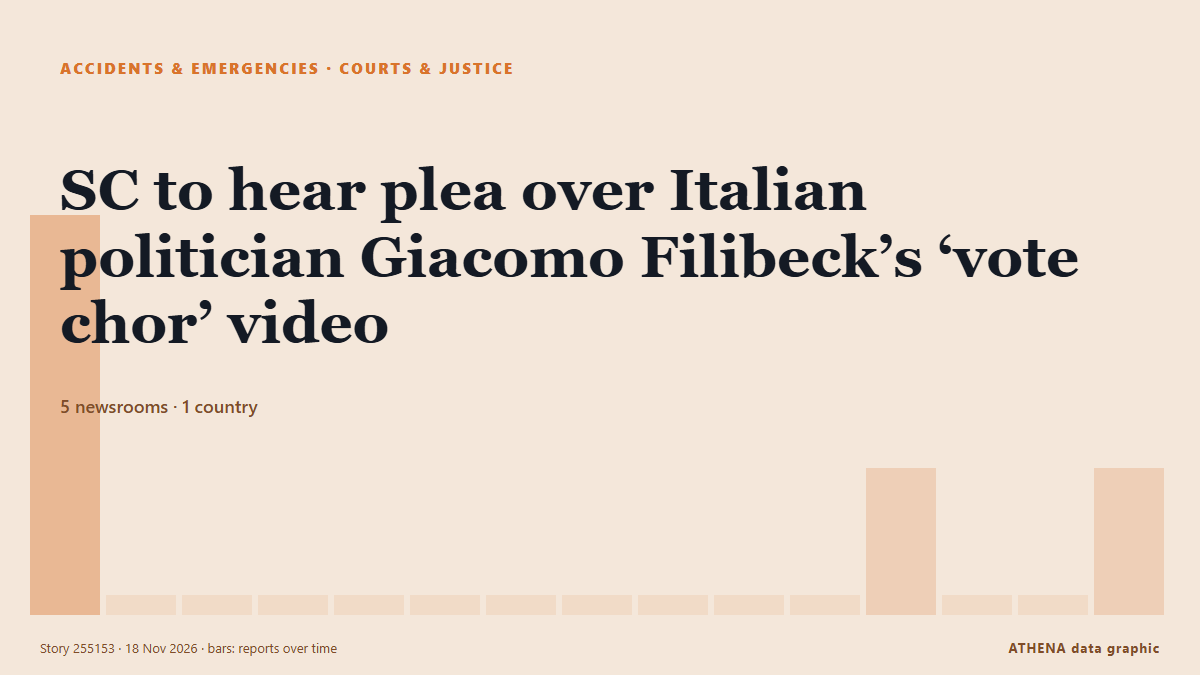 ACCIDENTS & EMERGENCIES · COURTS & JUSTICE
SC to hear plea over Italian
politician Giacomo Filibeck’s ‘vote
chor’ video
5 newsrooms · 1 country
Story 255153 · 18 Nov 2026 · bars: reports over time
ATHENA data graphic